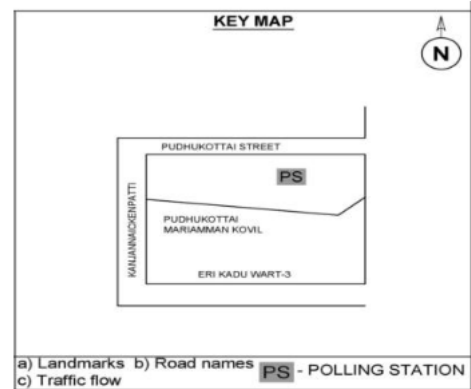 KEY MAP
N
PUDHUKOTTAI STREET
PS
KANJANNAICKENPATTI
PUDHUKOTTAI
MARIAMMAN KOVIL
ERI KADU WART-3
a) Landmarks b) Road names PS - POLLING STATION
c) Traffic flow